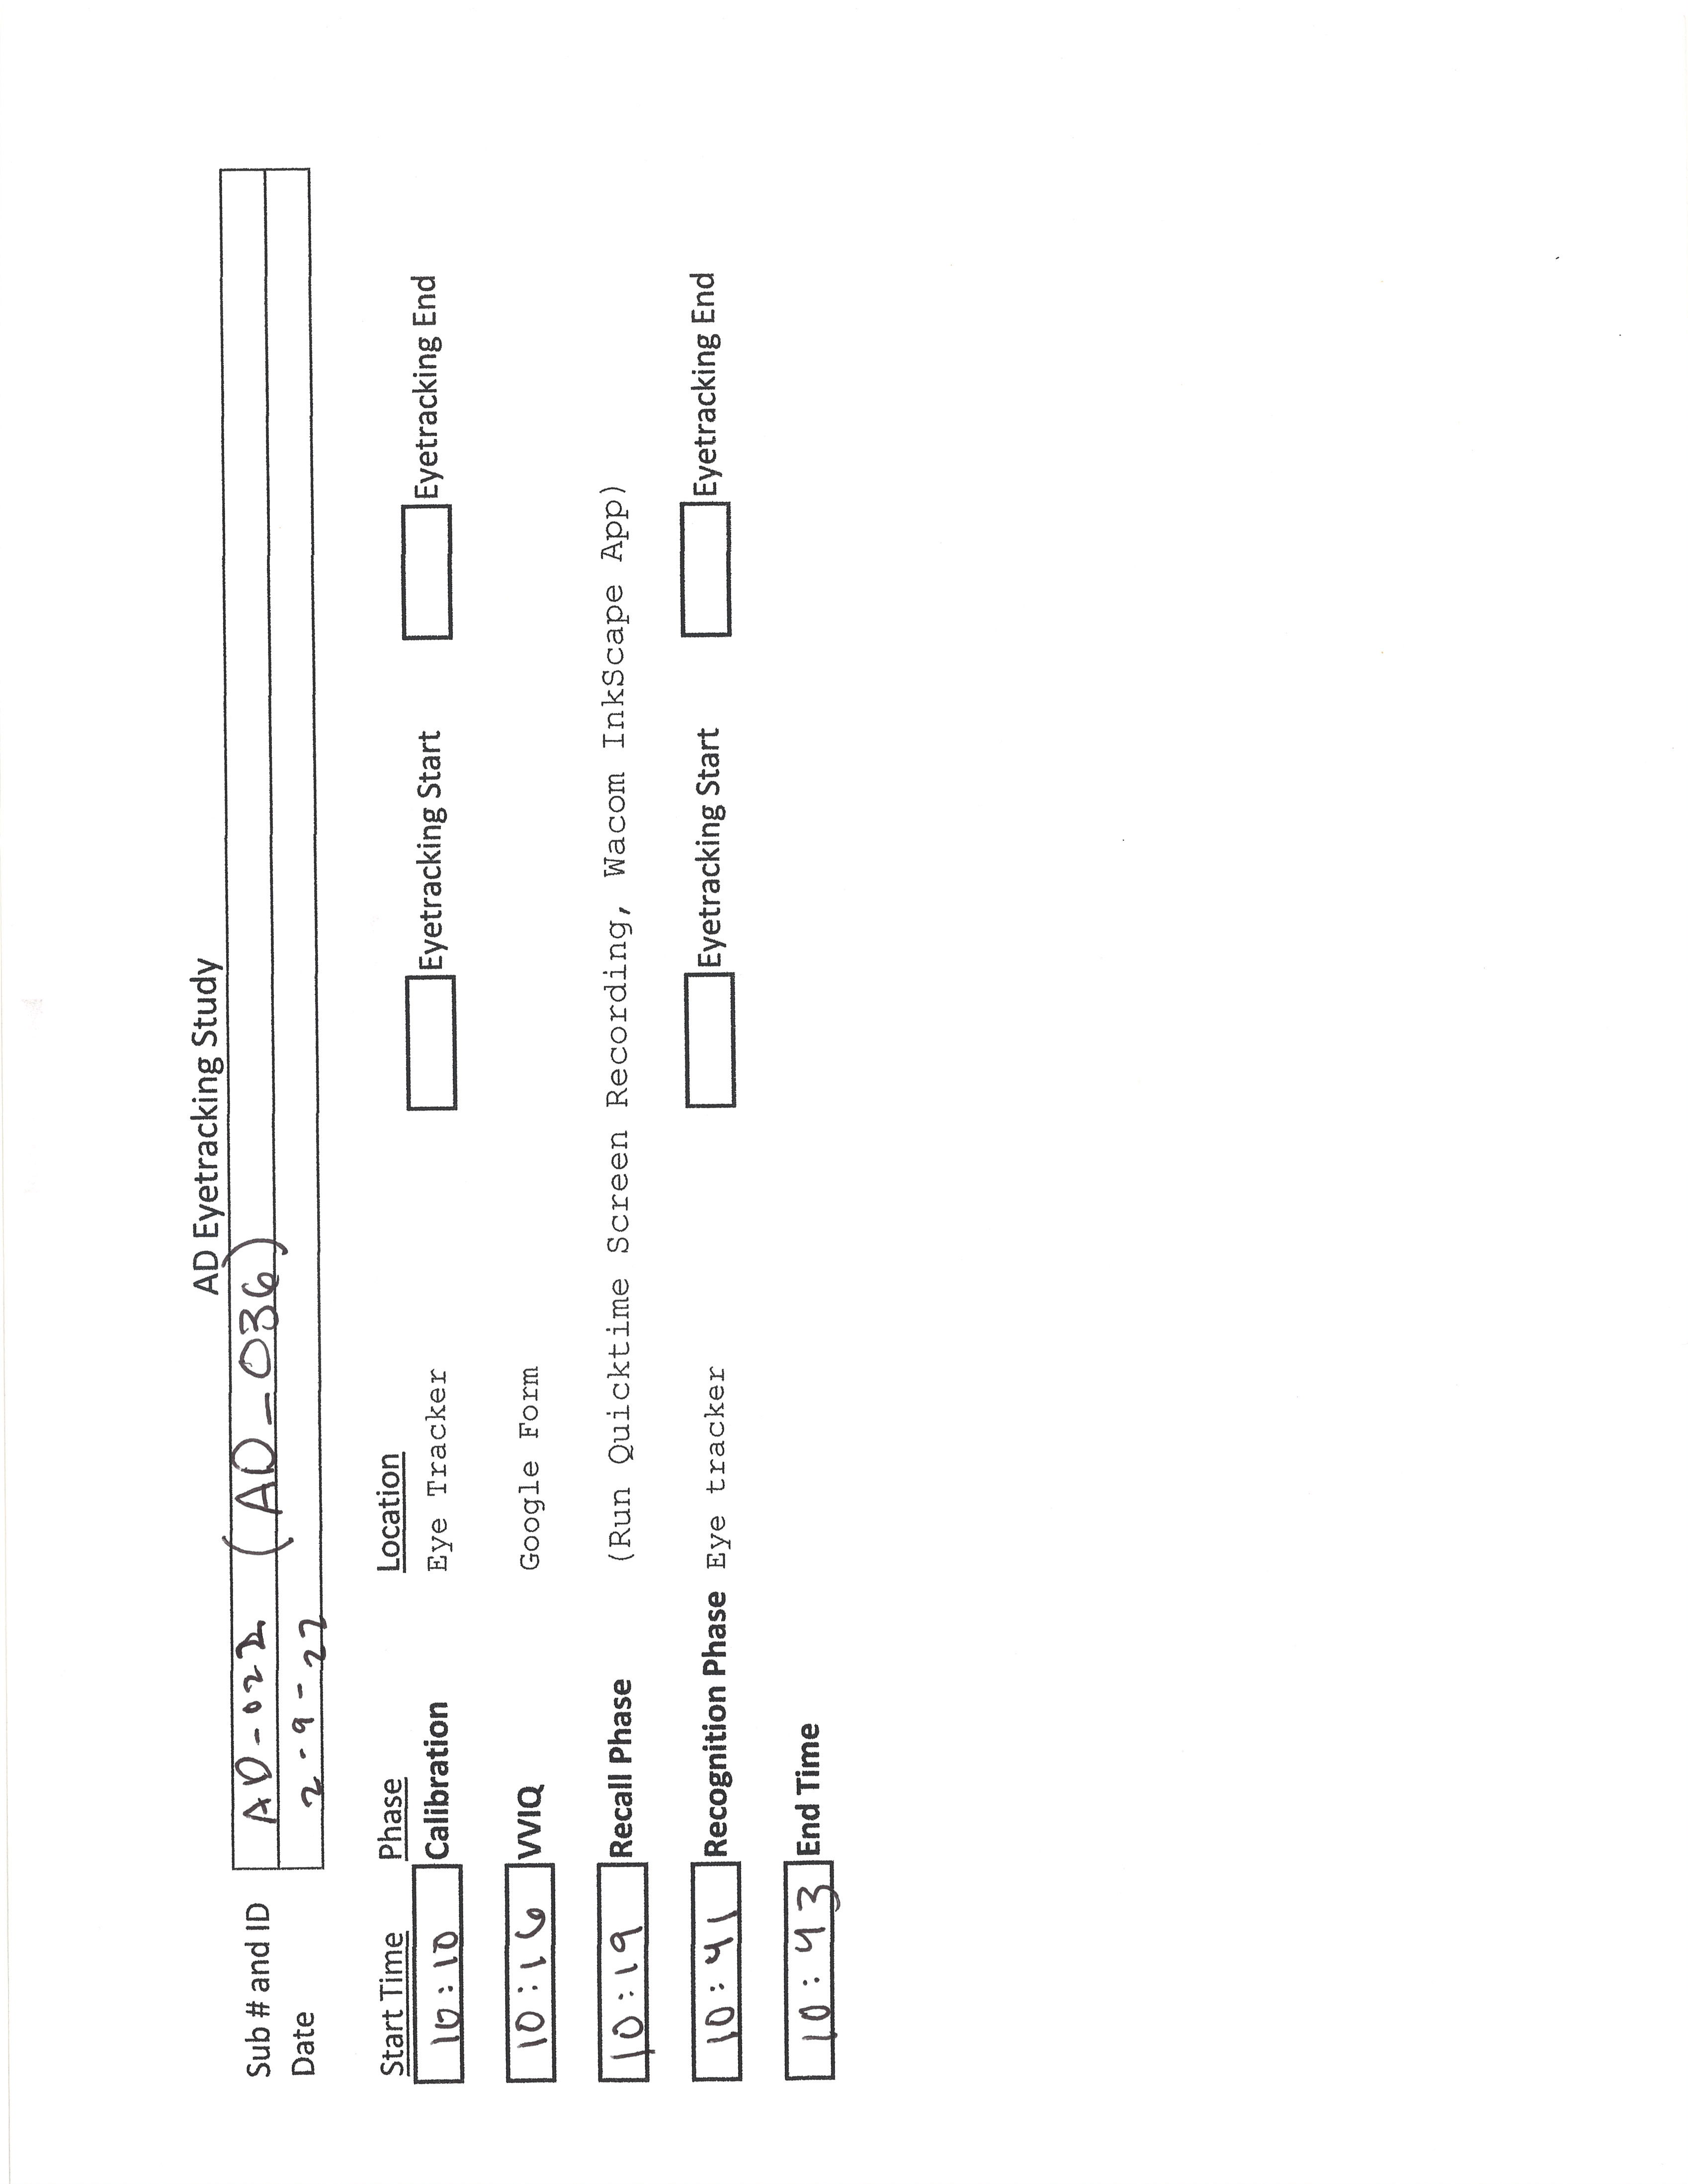 AD Eyetracking Study
Sub # and ID AD-022 (AD_036)
Date 2-9-22
Start Time Phase Location
10:10 Calibration Eye Tracker Eyetracking Start Eyetracking End
10:16 VVIQ Google Form
10:19 Recall Phase (Run Quicktime Screen Recording, Wacom InkScape App)
10:41 Recognition Phase Eye tracker Eyetracking Start Eyetracking End
10:43 End Time